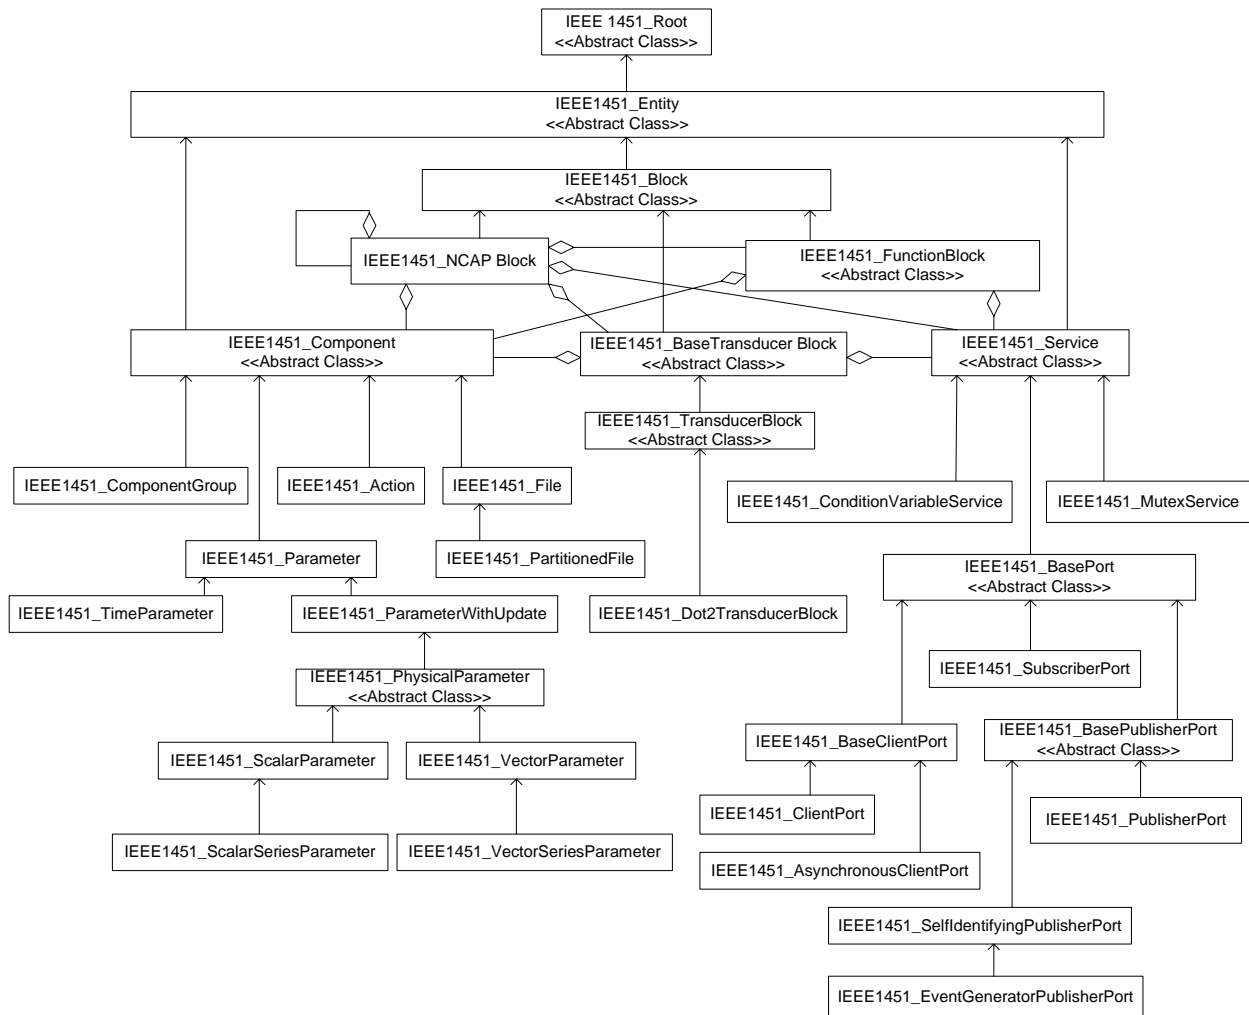 IEEE 1451_Root
<<Abstract Class>>
IEEE1451_Entity
<<Abstract Class>>
IEEE1451_Block
<<Abstract Class>>
IEEE1451_NCAP Block
IEEE1451_FunctionBlock
<<Abstract Class>>
IEEE1451_Component
<<Abstract Class>>
IEEE1451_BaseTransducer Block
<<Abstract Class>>
IEEE1451_Service
<<Abstract Class>>
IEEE1451_TransducerBlock
<<Abstract Class>>
IEEE1451_ComponentGroup
IEEE1451_Action
IEEE1451_File
IEEE1451_ConditionVariableService
IEEE1451_MutexService
IEEE1451_Parameter
IEEE1451_PartitionedFile
IEEE1451_BasePort
<<Abstract Class>>
IEEE1451_TimeParameter
IEEE1451_ParameterWithUpdate
IEEE1451_Dot2TransducerBlock
IEEE1451_SubscriberPort
IEEE1451_PhysicalParameter
<<Abstract Class>>
IEEE1451_BasePublisherPort
<<Abstract Class>>
IEEE1451_BaseClientPort
IEEE1451_ScalarParameter
IEEE1451_VectorParameter
IEEE1451_ClientPort
IEEE1451_PublisherPort
IEEE1451_ScalarSeriesParameter
IEEE1451_VectorSeriesParameter
IEEE1451_AsynchronousClientPort
IEEE1451_SelfIdentifyingPublisherPort
IEEE1451_EventGeneratorPublisherPort